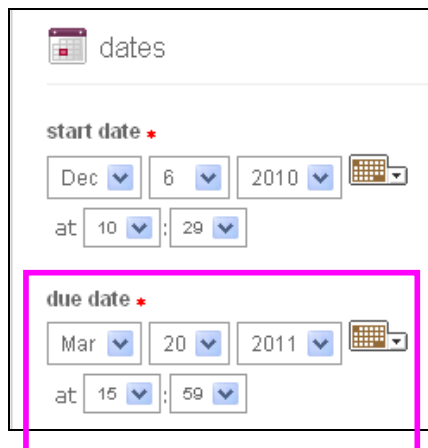 dates
start date *
Dec 6 2010
at 10 : 29
due date *
Mar 20 2011
at 15 : 59